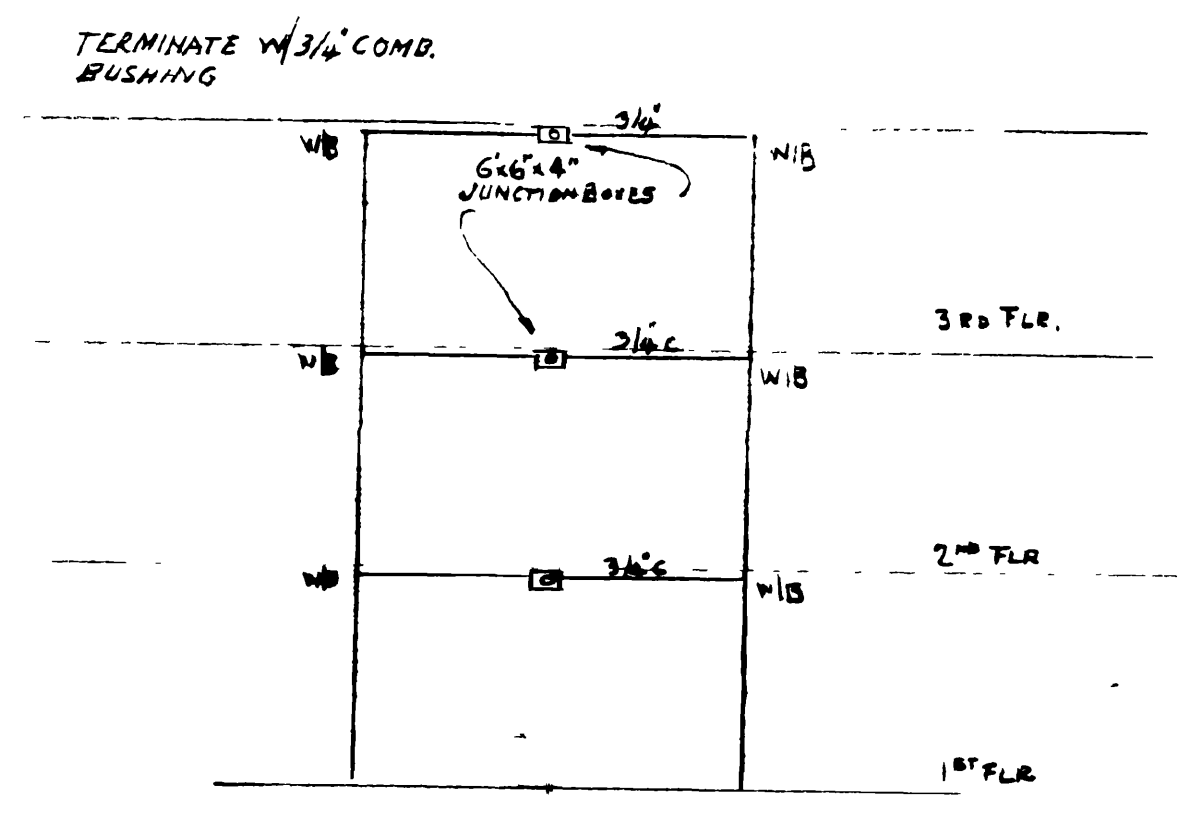 TERMINATE W/ 3/4" COMB.
BUSHING
3/4"
W/B
W/B
6"x6"x4"
JUNCTION BOXES
3RD FLR.
3/4" C
W/B
W/B
2ND FLR
3/4" C
W/B
W/B
1ST FLR